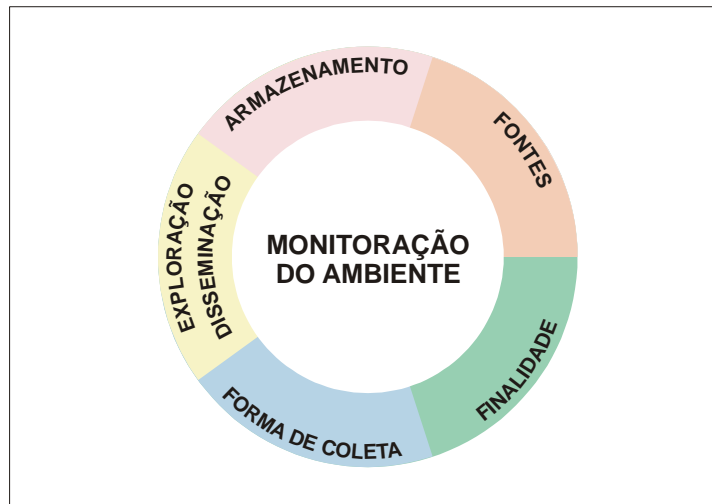 ARMAZENAMENTO
FONTES
EXPLORAÇÃO
DISSEMINAÇÃO
MONITORAÇÃO
DO AMBIENTE
FINALIDADE
FORMA DE COLETA